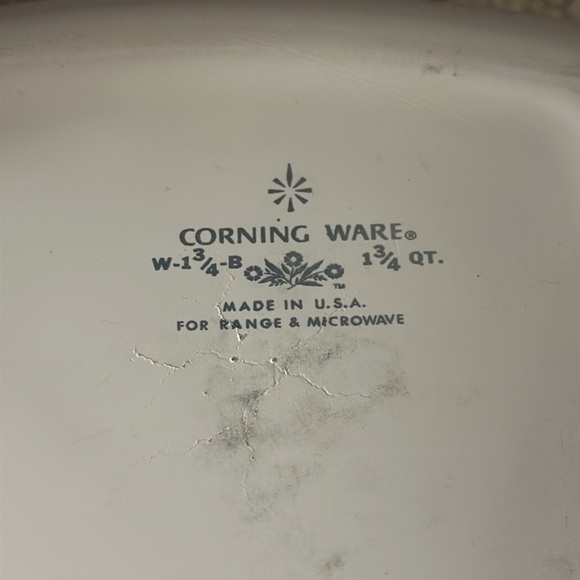 CORNING WARE®
W-1¾-B 1¾ QT.
TM
MADE IN U.S.A.
FOR RANGE & MICROWAVE